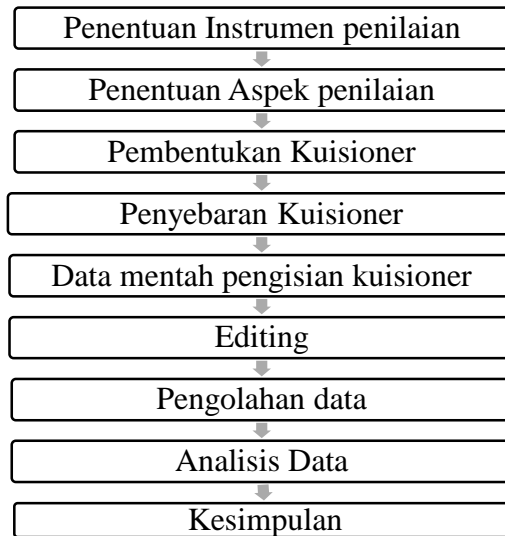 Penentuan Instrumen penilaian
Penentuan Aspek penilaian
Pembentukan Kuisioner
Penyebaran Kuisioner
Data mentah pengisian kuisioner
Editing
Pengolahan data
Analisis Data
Kesimpulan